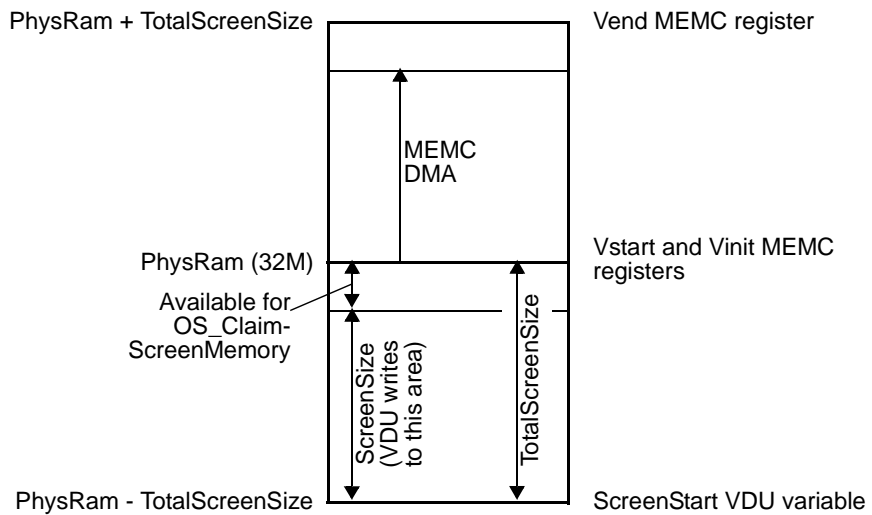 PhysRam + TotalScreenSize
Vend MEMC register
MEMC
DMA
Vstart and Vinit MEMC
registers
PhysRam (32M)
Available for
OS_Claim-
ScreenMemory
ScreenSize
(VDU writes
to this area)
TotalScreenSize
PhysRam - TotalScreenSize
ScreenStart VDU variable